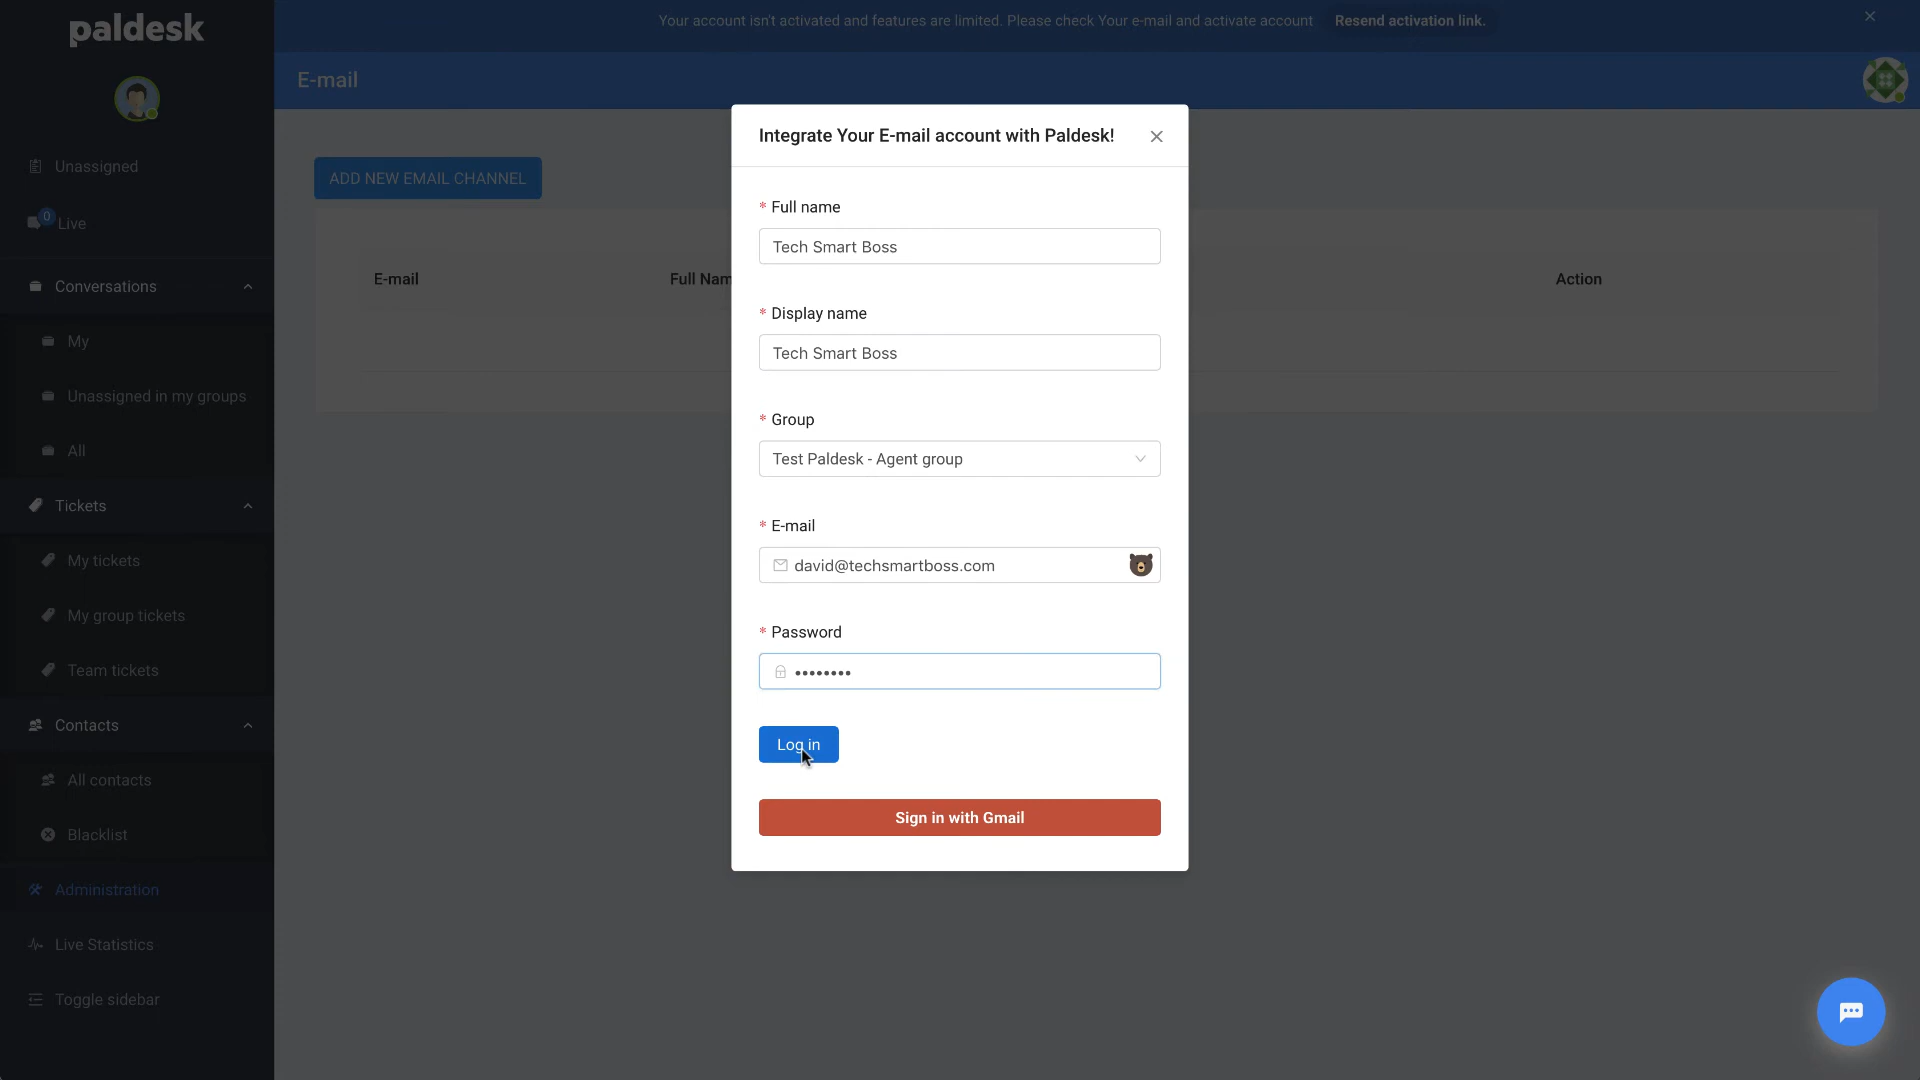 paldesk
Your account isn't activated and features are limited. Please check Your e-mail and activate account Resend activation link.
E-mail
Unassigned
0
Live
Conversations
My
Unassigned in my groups
All
Tickets
My tickets
My group tickets
Team tickets
Contacts
All contacts
Blacklist
Administration
Live Statistics
Toggle sidebar
ADD NEW EMAIL CHANNEL
E-mail Full Nam Action
Integrate Your E-mail account with Paldesk!
* Full name
Tech Smart Boss
* Display name
Tech Smart Boss
* Group
Test Paldesk - Agent group
* E-mail
david@techsmartboss.com
* Password
••••••••
Log in
Sign in with Gmail